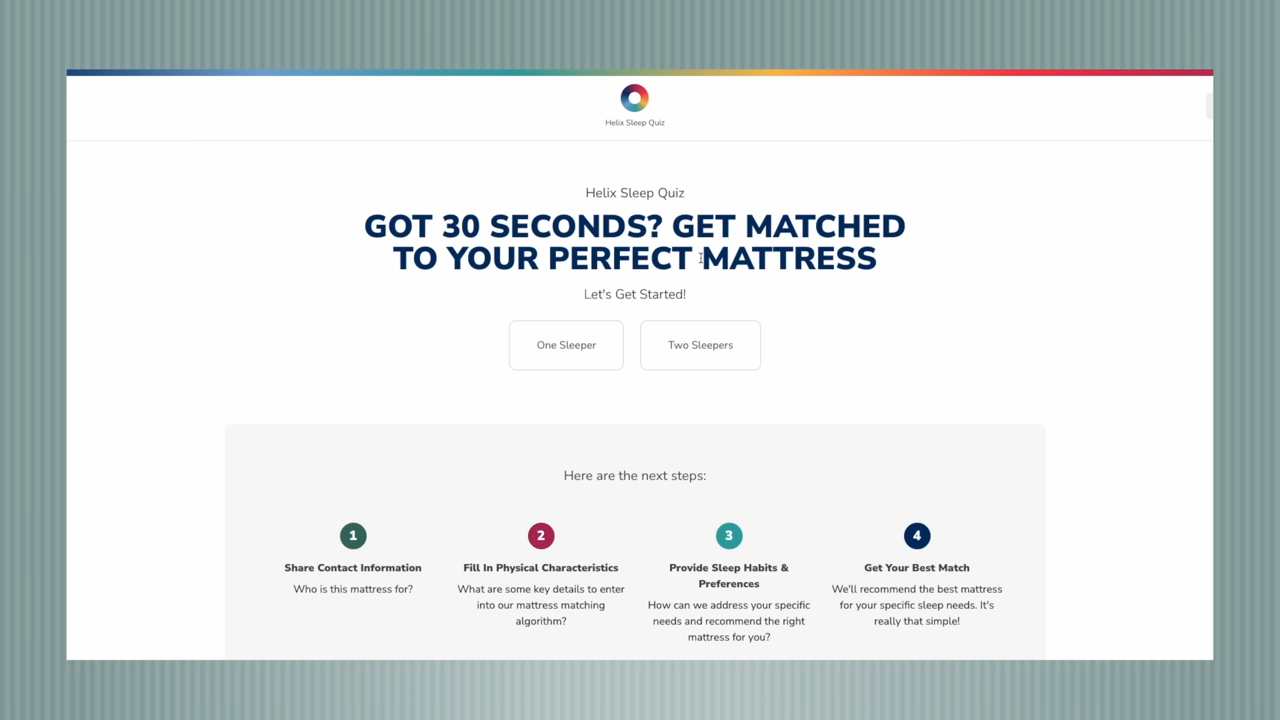 Helix Sleep Quiz
Helix Sleep Quiz
GOT 30 SECONDS? GET MATCHED
TO YOUR PERFECT MATTRESS
Let's Get Started!
One Sleeper
Two Sleepers
Here are the next steps:
1
Share Contact Information
Who is this mattress for?
2
Fill In Physical Characteristics
What are some key details to enter
into our mattress matching
algorithm?
3
Provide Sleep Habits &
Preferences
How can we address your specific
needs and recommend the right
mattress for you?
4
Get Your Best Match
We'll recommend the best mattress
for your specific sleep needs. It's
really that simple!